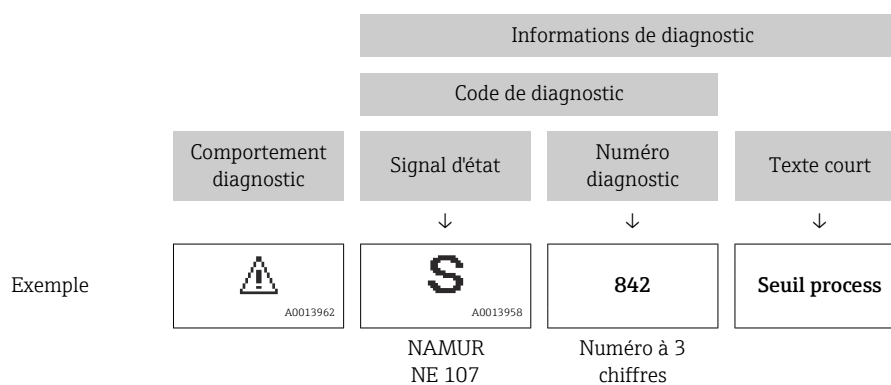 Informations de diagnostic
Code de diagnostic
Comportement
diagnostic
Signal d'état
Numéro
diagnostic
Texte court
↓
↓
↓
Exemple
A0013962
S
A0013958
842
Seuil process
NAMUR
NE 107
Numéro à 3
chiffres